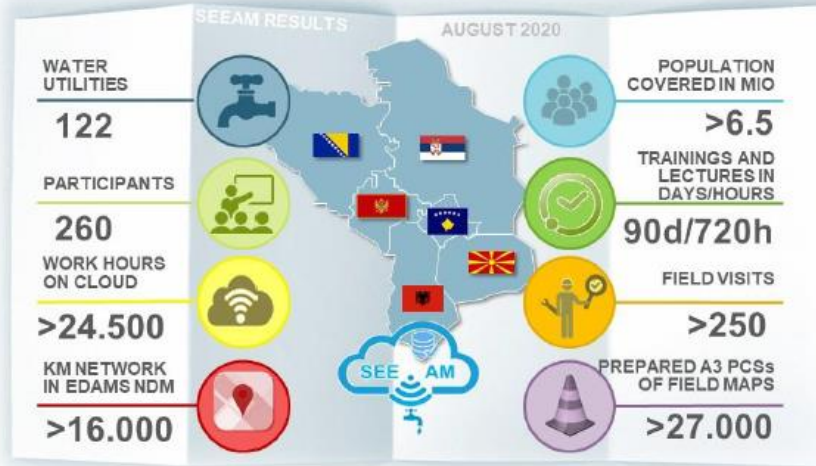 SEEAM RESULTS
AUGUST 2020
WATER
UTILITIES
122
PARTICIPANTS
260
WORK HOURS
ON CLOUD
>24.500
KM NETWORK
IN EDAMS NDM
>16.000
POPULATION
COVERED IN MIO
>6.5
TRAININGS AND
LECTURES IN
DAYS/HOURS
90d/720h
FIELD VISITS
>250
PREPARED A3 PCSs
OF FIELD MAPS
>27.000
SEE AM